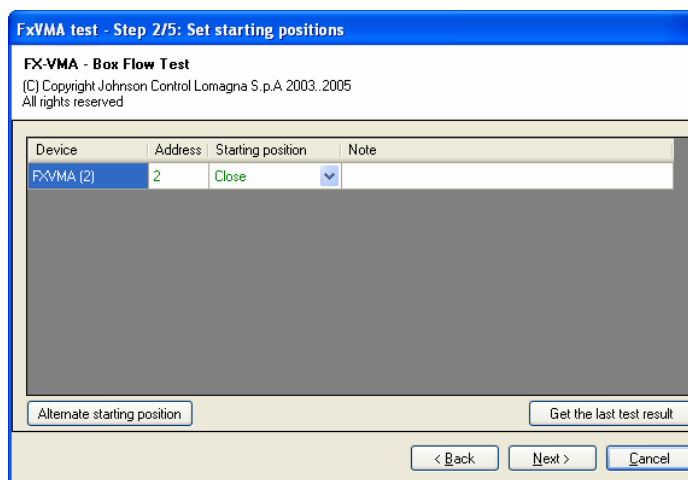 FxVMA test - Step 2/5: Set starting positions
FX-VMA - Box Flow Test
(C) Copyright Johnson Control Lomagna S.p.A 2003..2005
All rights reserved
Device Address Starting position Note
FXVMA (2) 2 Close
Alternate starting position Get the last test result
< Back Next > Cancel